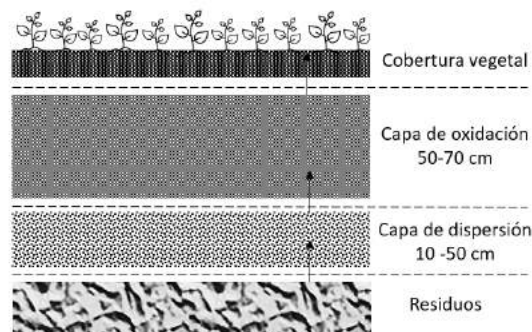 Cobertura vegetal
Capa de oxidación
50-70 cm
Capa de dispersión
10 -50 cm
Residuos